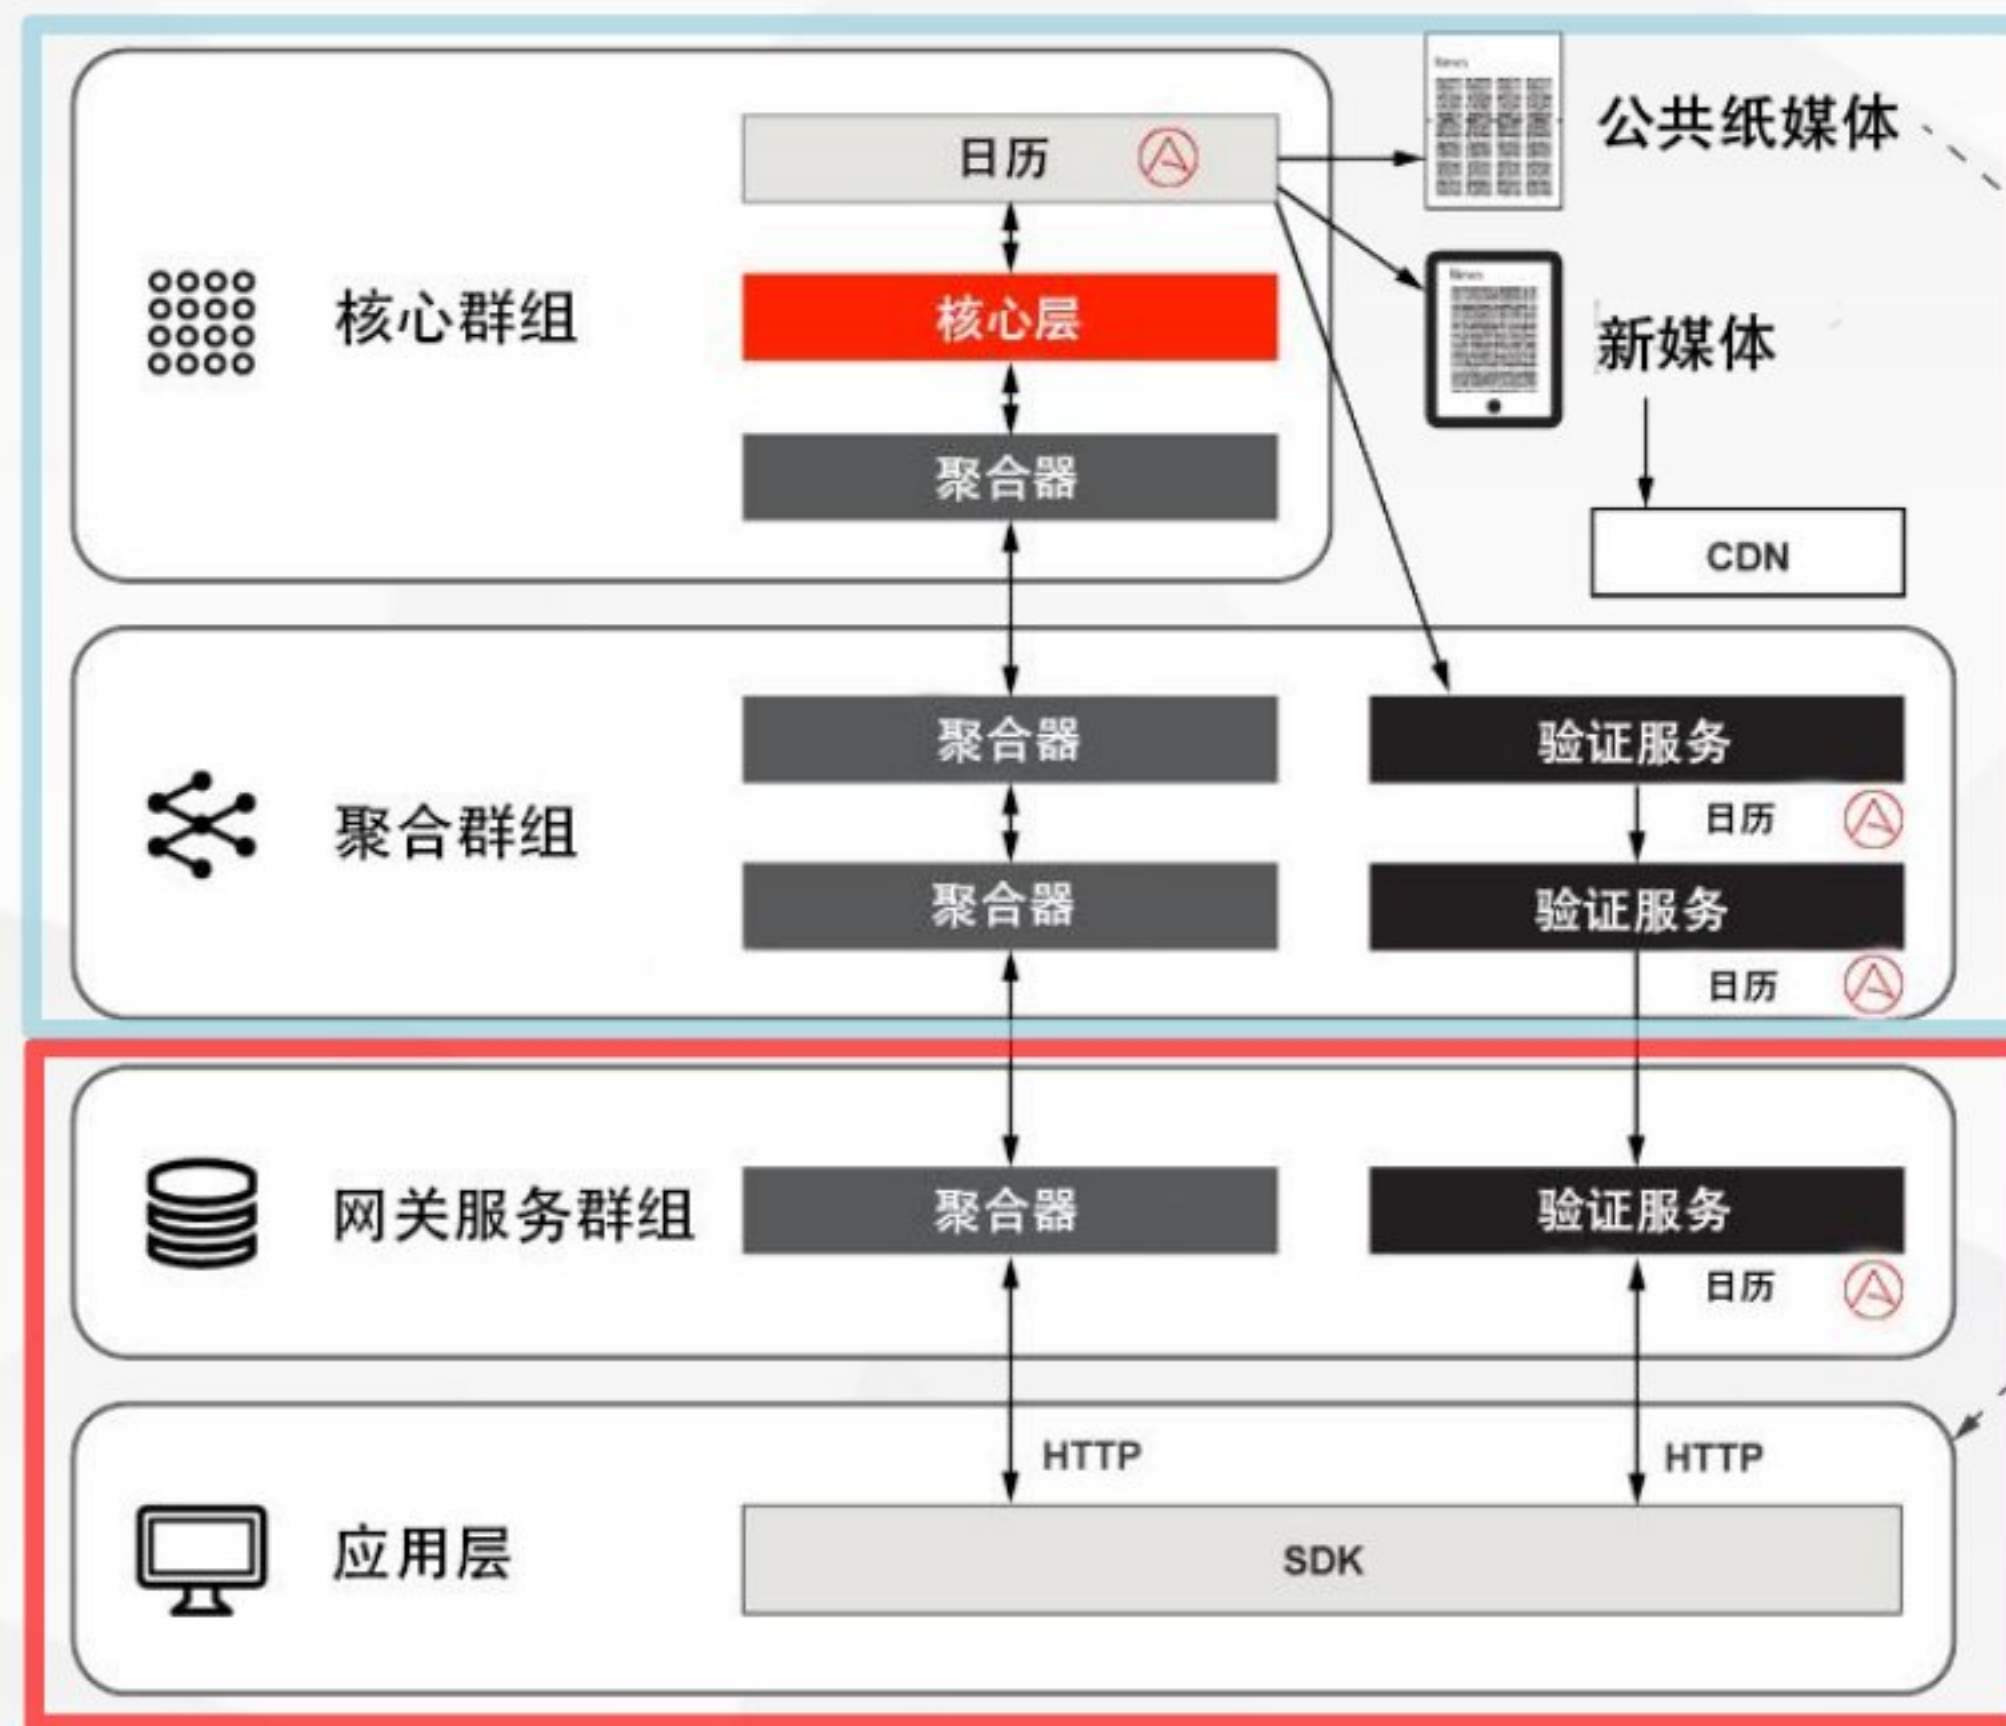 News
公共纸媒体
日历
News
新媒体
核心群组
核心层
聚合器
CDN
聚合群组
聚合器
验证服务
日历
聚合器
验证服务
日历
网关服务群组
聚合器
验证服务
日历
HTTP
HTTP
应用层
SDK